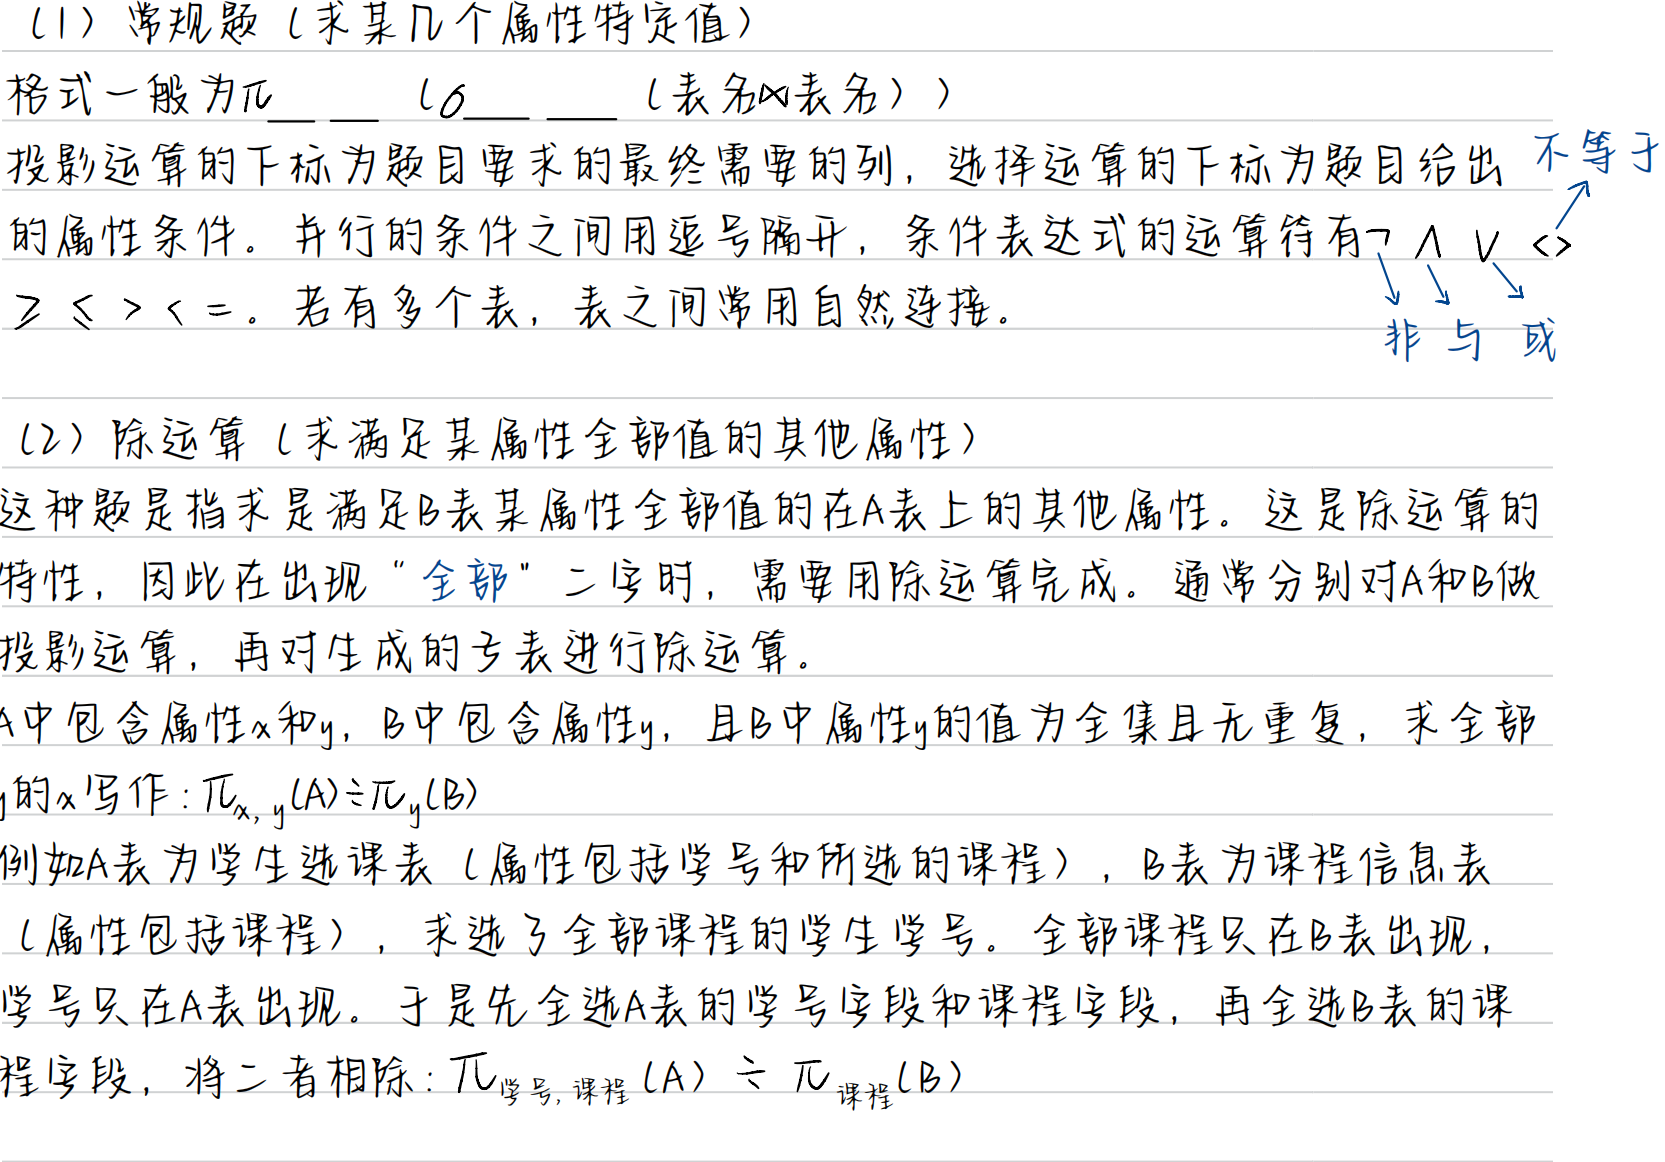 （1）常规题（求某几个属性特定值）
格式一般为π__ __ （σ___ ___ （表名⋈表名））
投影运算的下标为题目要求的最终需要的列，选择运算的下标为题目给出 不等于
的属性条件。并行的条件之间用逗号隔开，条件表达式的运算符有¬ ∧ ∨ <>
≥ ≤ > < =。若有多个表，表之间常用自然连接。
非 与 或
（2）除运算（求满足某属性全部值的其他属性）
这种题是指求是满足B表某属性全部值的在A表上的其他属性。这是除运算的
特性，因此在出现“全部”二字时，需要用除运算完成。通常分别对A和B做
投影运算，再对生成的亏表进行除运算。
A中包含属性x和y，B中包含属性y，且B中属性y的值为全集且无重复，求全部
y的x写作：πx, y（A）÷πy（B）
例如A表为学生选课表（属性包括学号和所选的课程），B表为课程信息表
（属性包括课程），求选了全部课程的学生学号。全部课程只在B表出现，
学号只在A表出现。于是先全选A表的学号字段和课程字段，再全选B表的课
程字段，将二者相除：π学号, 课程（A）÷ π课程（B）